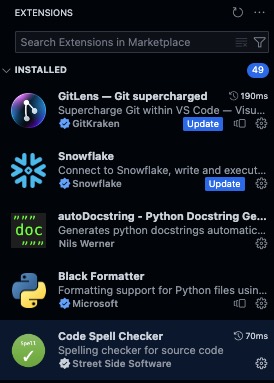 EXTENSIONS
Search Extensions in Marketplace
INSTALLED 49
GitLens — Git supercharged 190ms
Supercharge Git within VS Code — Visu...
GitKraken Update
Snowflake
Connect to Snowflake, write and execut...
Snowflake Update
""" """
doc
autoDocstring - Python Docstring Ge...
Generates python docstrings automatic...
Nils Werner
Black Formatter
Formatting support for Python files usin...
Microsoft
Spell
Code Spell Checker 70ms
Spelling checker for source code
Street Side Software